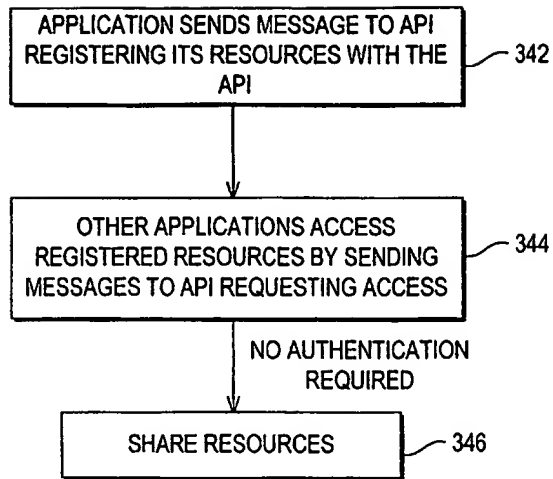 APPLICATION SENDS MESSAGE TO API
REGISTERING ITS RESOURCES WITH THE
API
342
OTHER APPLICATIONS ACCESS
REGISTERED RESOURCES BY SENDING
MESSAGES TO API REQUESTING ACCESS
344
NO AUTHENTICATION
REQUIRED
SHARE RESOURCES
346